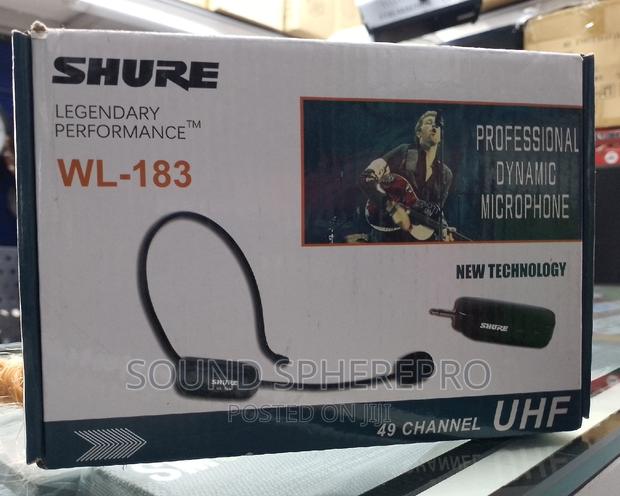 SHURE
LEGENDARY
PERFORMANCE™
WL-183
PROFESSIONAL
DYNAMIC
MICROPHONE
NEW TECHNOLOGY
SHURE
SHURE
SOUND SPHEREPRO
POSTED ON JIJI
49 CHANNEL UHF